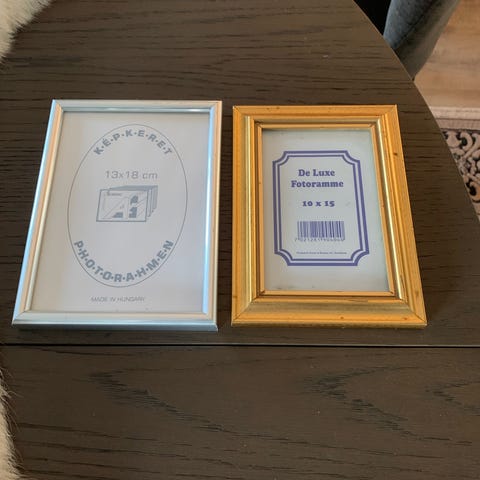 K·É·P·K·E·R·E·T
13x18 cm
P·H·O·T·O·R·A·H·M·E·N
MADE IN HUNGARY
De Luxe
Fotoramme
10 x 15